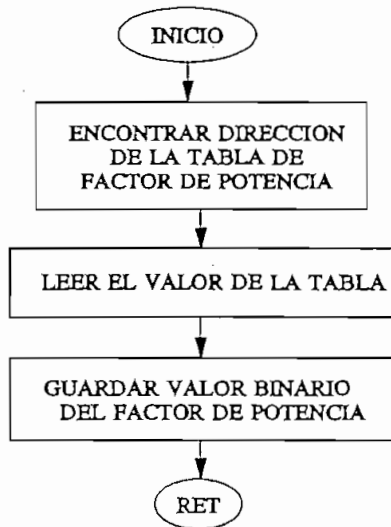 INICIO
ENCONTRAR DIRECCION
DE LA TABLA DE
FACTOR DE POTENCIA
LEER EL VALOR DE LA TABLA
GUARDAR VALOR BINARIO
DEL FACTOR DE POTENCIA
RET